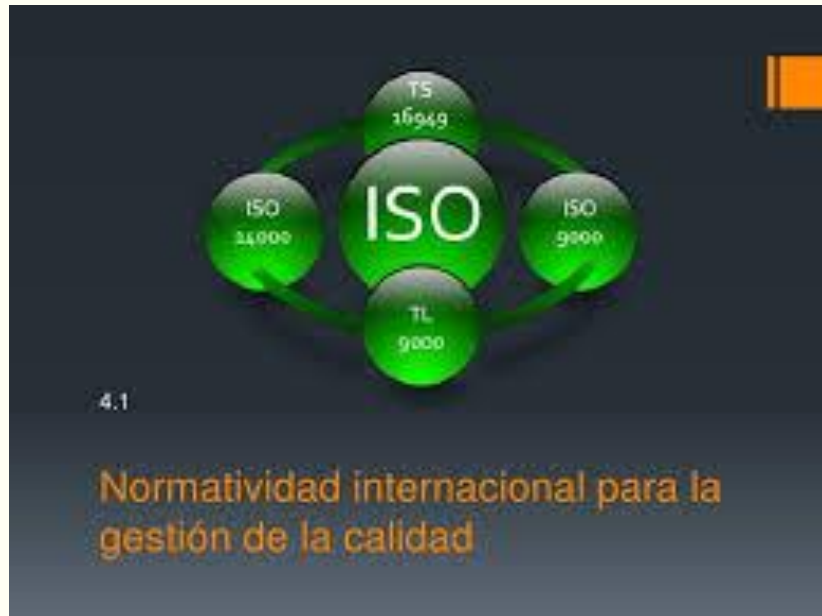 TS
16949
ISO
ISO
14000
ISO
9000
TL
9000
4.1
Normatividad internacional para la
gestión de la calidad